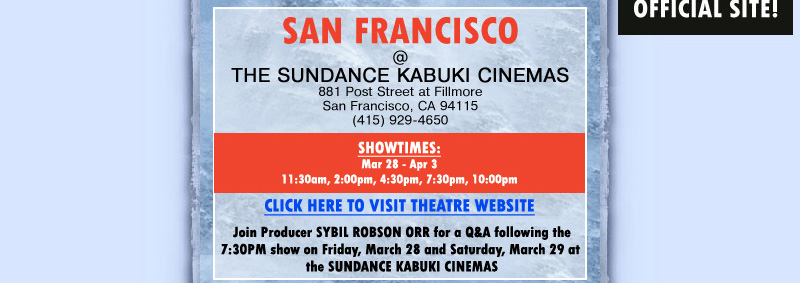 OFFICIAL SITE!
SAN FRANCISCO
@
THE SUNDANCE KABUKI CINEMAS
881 Post Street at Fillmore
San Francisco, CA 94115
(415) 929-4650
SHOWTIMES:
Mar 28 - Apr 3
11:30am, 2:00pm, 4:30pm, 7:30pm, 10:00pm
CLICK HERE TO VISIT THEATRE WEBSITE
Join Producer SYBIL ROBSON ORR for a Q&A following the
7:30PM show on Friday, March 28 and Saturday, March 29 at
the SUNDANCE KABUKI CINEMAS